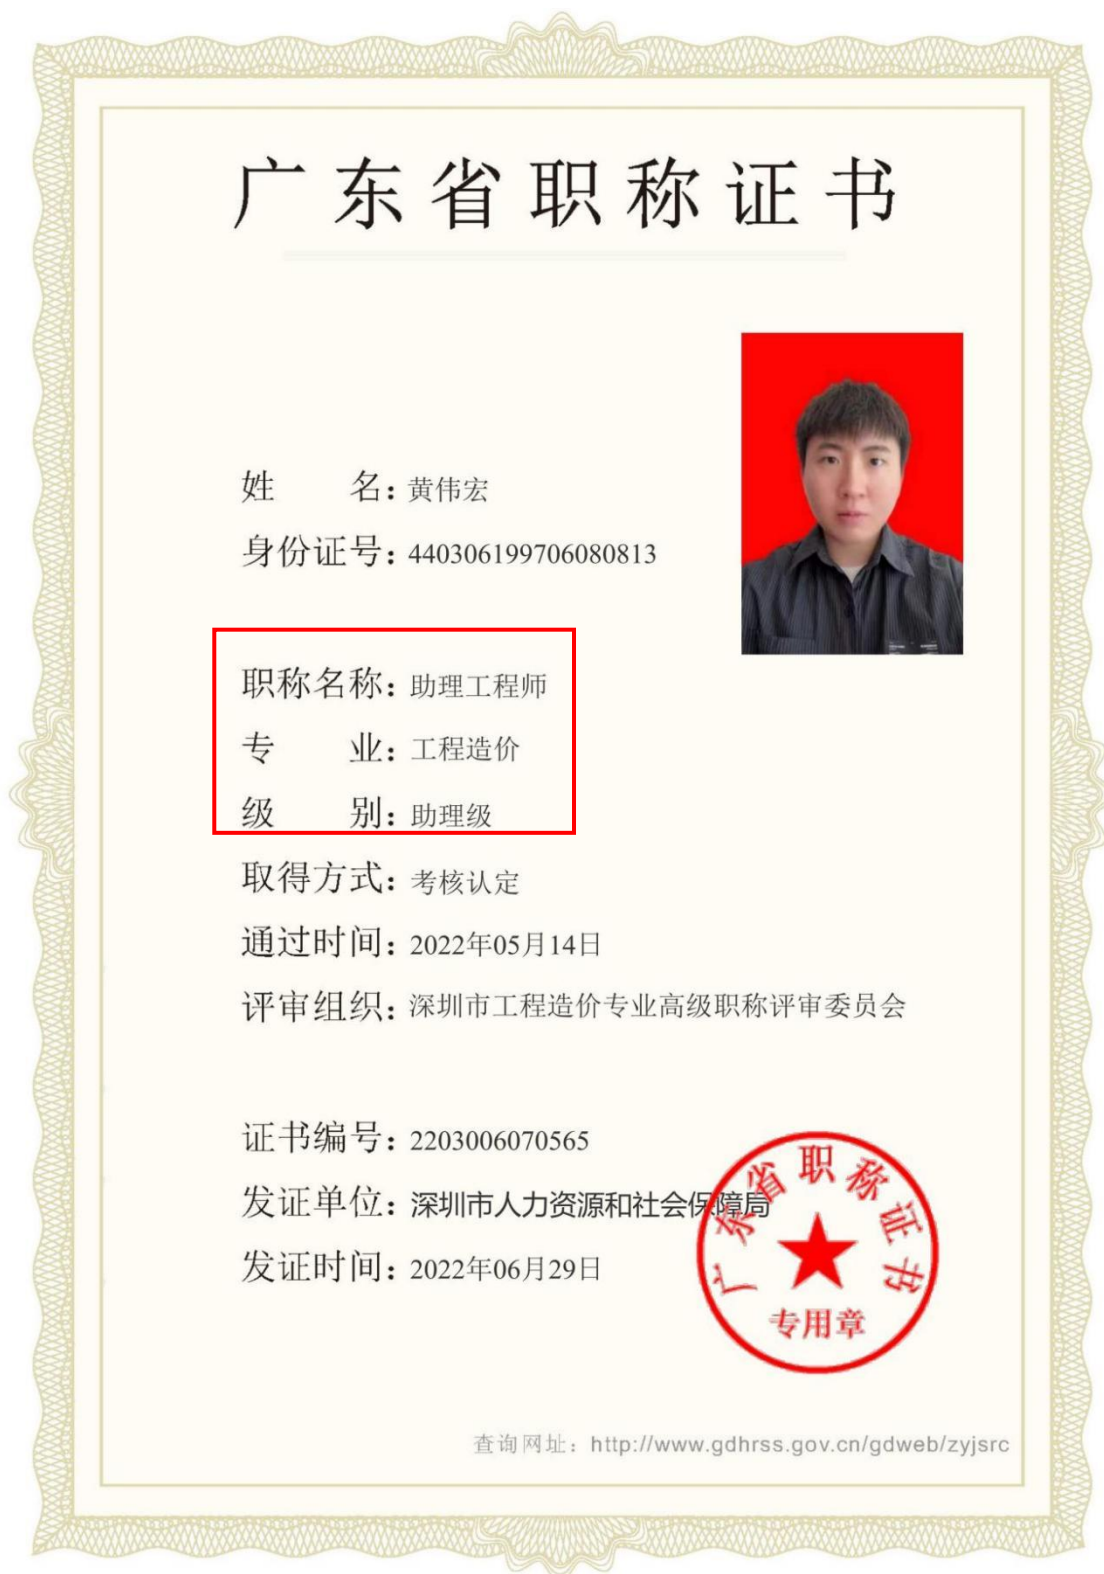 广东省职称证书
姓名：黄伟宏
身份证号：440306199706080813
职称名称：助理工程师
专业：工程造价
级别：助理级
取得方式：考核认定
通过时间：2022年05月14日
评审组织：深圳市工程造价专业高级职称评审委员会
证书编号：2203006070565
发证单位：深圳市人力资源和社会保障局
发证时间：2022年06月29日
广东省职称证书
专用章
查询网址：http://www.gdhrss.gov.cn/gdweb/zyjsrc